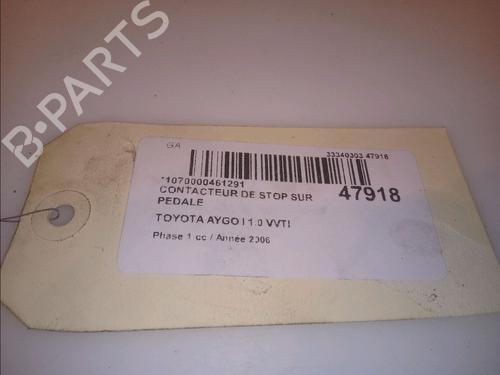 B-PARTS
GA
33340303 47918
*1070000461291
CONTACTEUR DE STOP SUR
PEDALE
47918
TOYOTA AYGO I 1.0 VVTI
Phase 1 cc / Année 2006